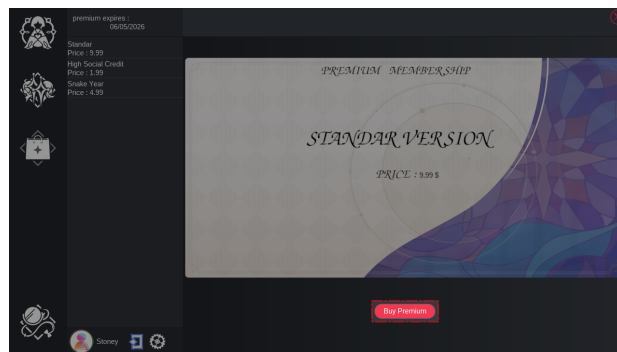 premium expires :
06/05/2026
Standar
Price : 9.99
High Social Credit
Price : 1.99
Snake Year
Price : 4.99
PREMIUM MEMBERSHIP
STANDAR VERSION
PRICE : 9.99 $
Buy Premium
Stoney